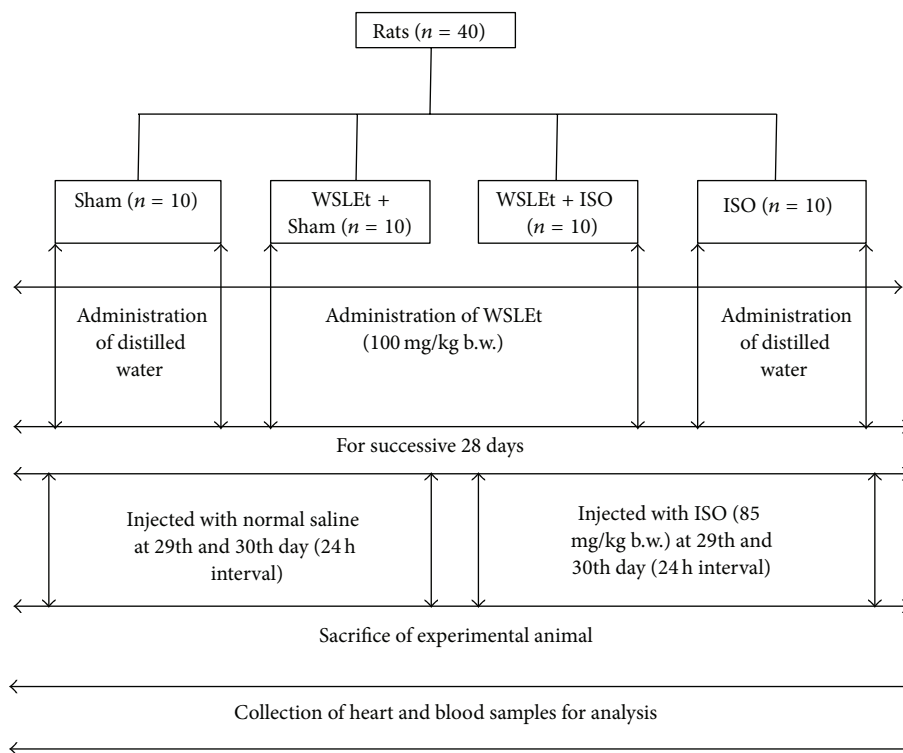 Rats (n = 40)
Sham (n = 10)
WSLEt +
Sham (n = 10)
WSLEt + ISO
(n = 10)
ISO (n = 10)
Administration
of distilled
water
Administration of WSLEt
(100 mg/kg b.w.)
Administration
of distilled
water
For successive 28 days
Injected with normal saline
at 29th and 30th day (24 h
interval)
Injected with ISO (85
mg/kg b.w.) at 29th and
30th day (24 h interval)
Sacrifice of experimental animal
Collection of heart and blood samples for analysis